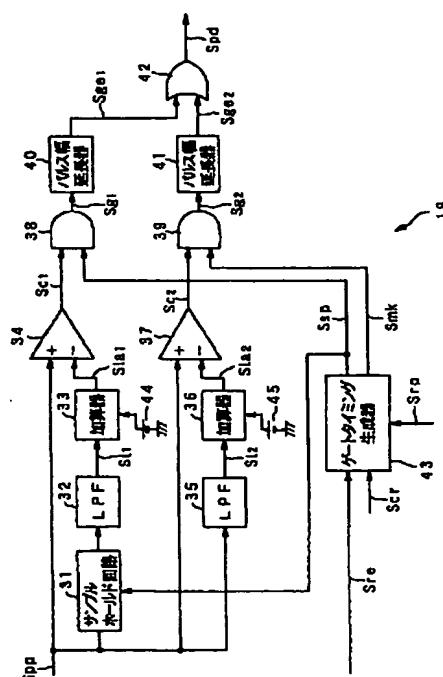 Spd
42
Sge1
Sge2
40
パルス幅
延長器
41
パルス幅
延長器
Sg1
Sg2
38
39
Sc1
Sc2
Ssp
Smk
34
+
−
37
+
−
Sla1
Sla2
33
加算器
44
36
加算器
45
ゲートタイミング
生成器
43
Sra
Scr
Sl1
Sl2
32
LPF
35
LPF
31
サンプル
ホールド回路
Sre